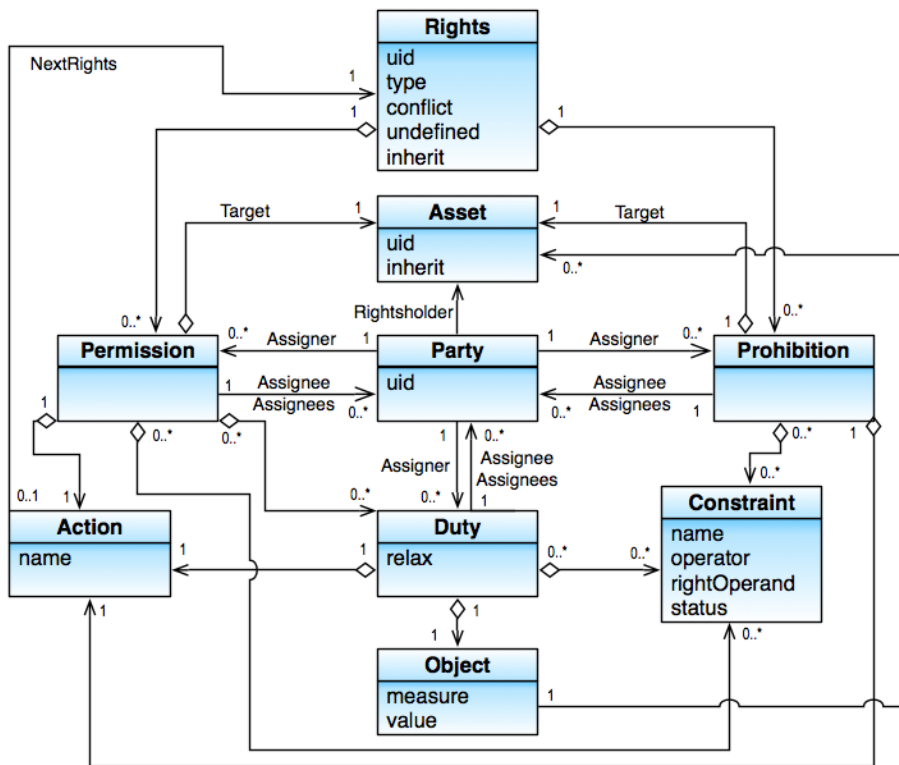 Rights
NextRights
uid
type
conflict
undefined
inherit
1
1
1
Target
1
Asset
1
Target
uid
inherit
0..*
Rightsholder
0..*
0..*
1
Assigner
1
Permission
0..*
Party
Assigner
0..*
Prohibition
1
Assignee
Assignees
0..*
uid
Assignee
Assignees
0..*
1
1
0..*
0..*
1
0..*
0..*
1
Assigner
Assignee
Assignees
0..1
1
0..*
0..*
1
0..*
Action
name
Duty
relax
Constraint
name
operator
rightOperand
status
1
1
0..*
0..*
1
1
1
0..*
Object
measure
value
1